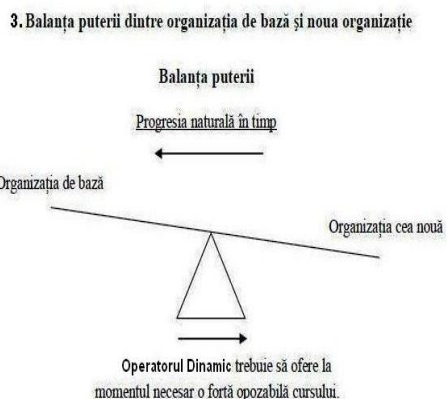 3. Balanța puterii dintre organizația de bază și noua organizație
Balanța puterii
Progresia naturală în timp
Organizația de bază
Organizația cea nouă
Operatorul Dinamic trebuie să ofere la
momentul necesar o forță opozabilă cursului.